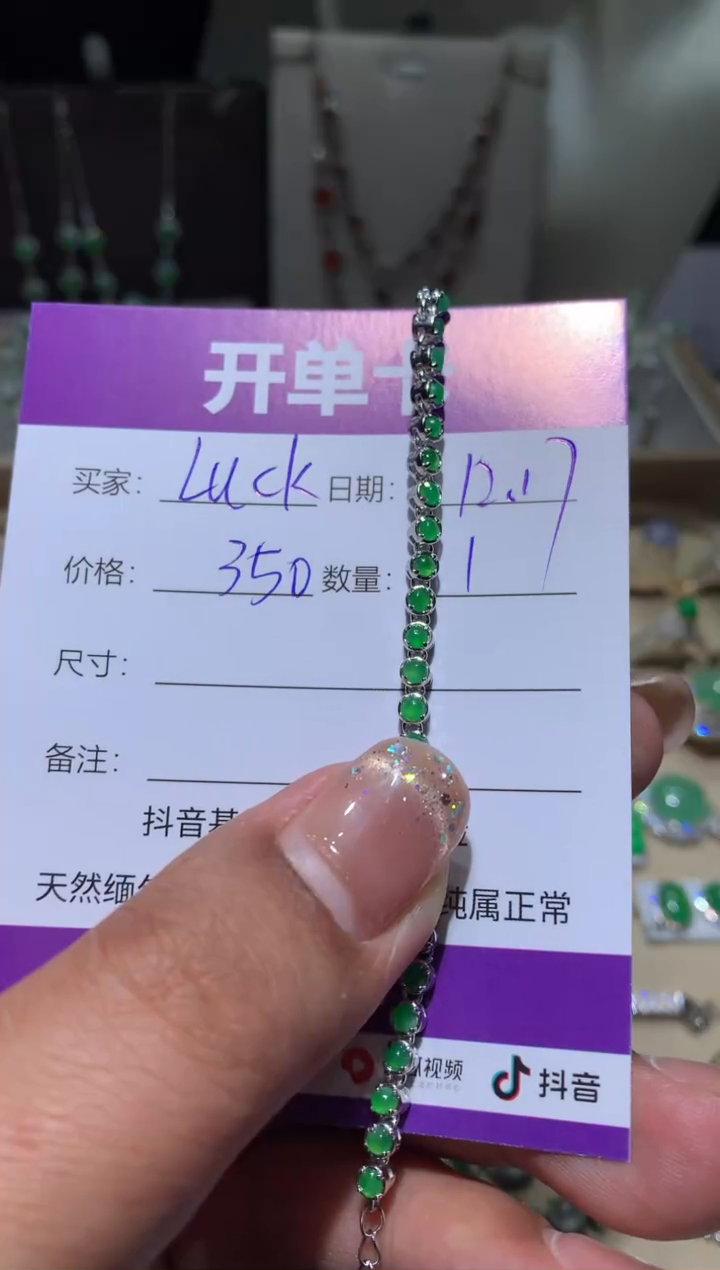 开单卡
买家： Luck 日期： 12.17
价格： 350 数量： 1
尺寸：
备注：
抖音基
天然缅 纯属正常
视频 抖音